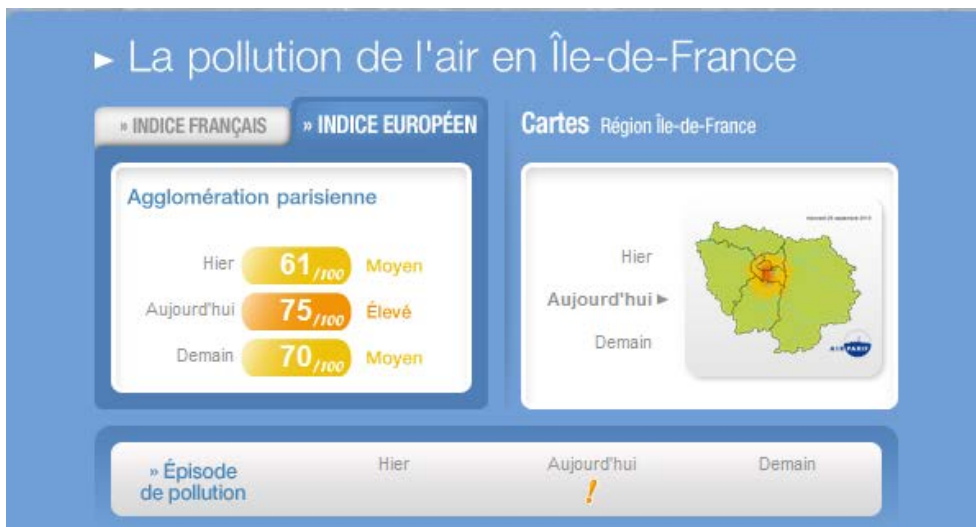 ► La pollution de l'air en Île-de-France
» INDICE FRANÇAIS
» INDICE EUROPÉEN
Cartes Région Île-de-France
Agglomération parisienne
Hier 61/100 Moyen
Aujourd'hui 75/100 Élevé
Demain 70/100 Moyen
Hier
Aujourd'hui ►
Demain
AIRPARIF
» Épisode
de pollution
Hier
Aujourd'hui
Demain
!